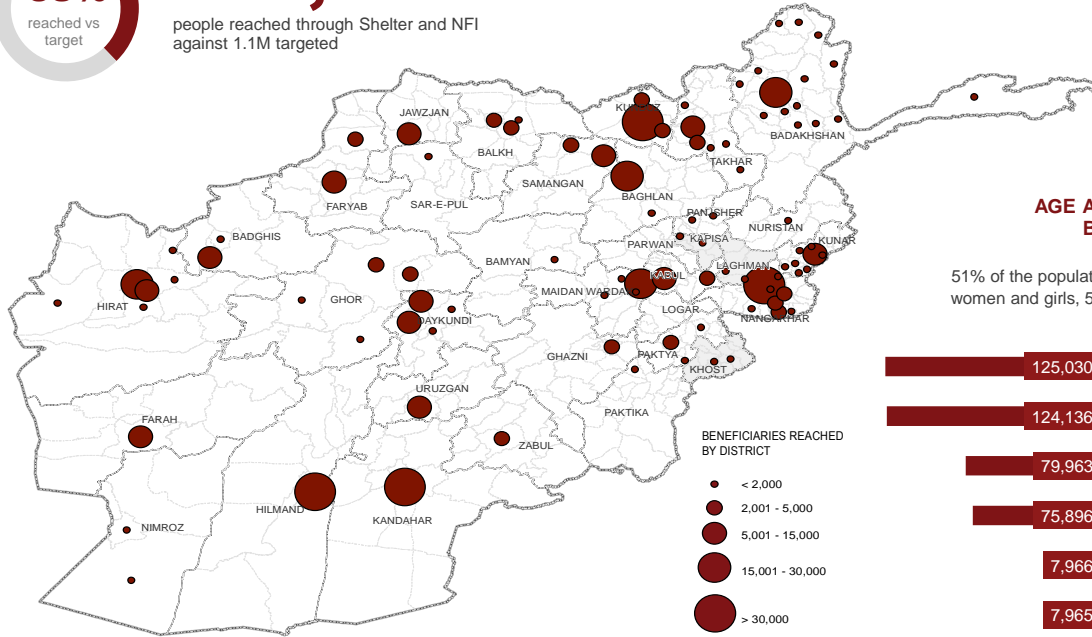 reached vs
target
people reached through Shelter and NFI
against 1.1M targeted
JAWZJAN
BALKH
BADAKHSHAN
TAKHAR
SAMANGAN
FARYAB
SAR-E-PUL
BAGHLAN
PANJSHER
NURISTAN
KUNAR
BADGHIS
PARWAN
KAPISA
BAMYAN
LAGHMAN
KABUL
HIRAT
GHOR
MAIDAN WARDA
LOGAR
NANGARHAR
DAYKUNDI
GHAZNI
PAKTYA
KHOST
URUZGAN
PAKTIKA
FARAH
ZABUL
HILMAND
KANDAHAR
NIMROZ
BENEFICIARIES REACHED
BY DISTRICT
< 2,000
2,001 - 5,000
5,001 - 15,000
15,001 - 30,000
> 30,000
AGE A
51% of the populat
women and girls, 5
125,030
124,136
79,963
75,896
7,966
7,965